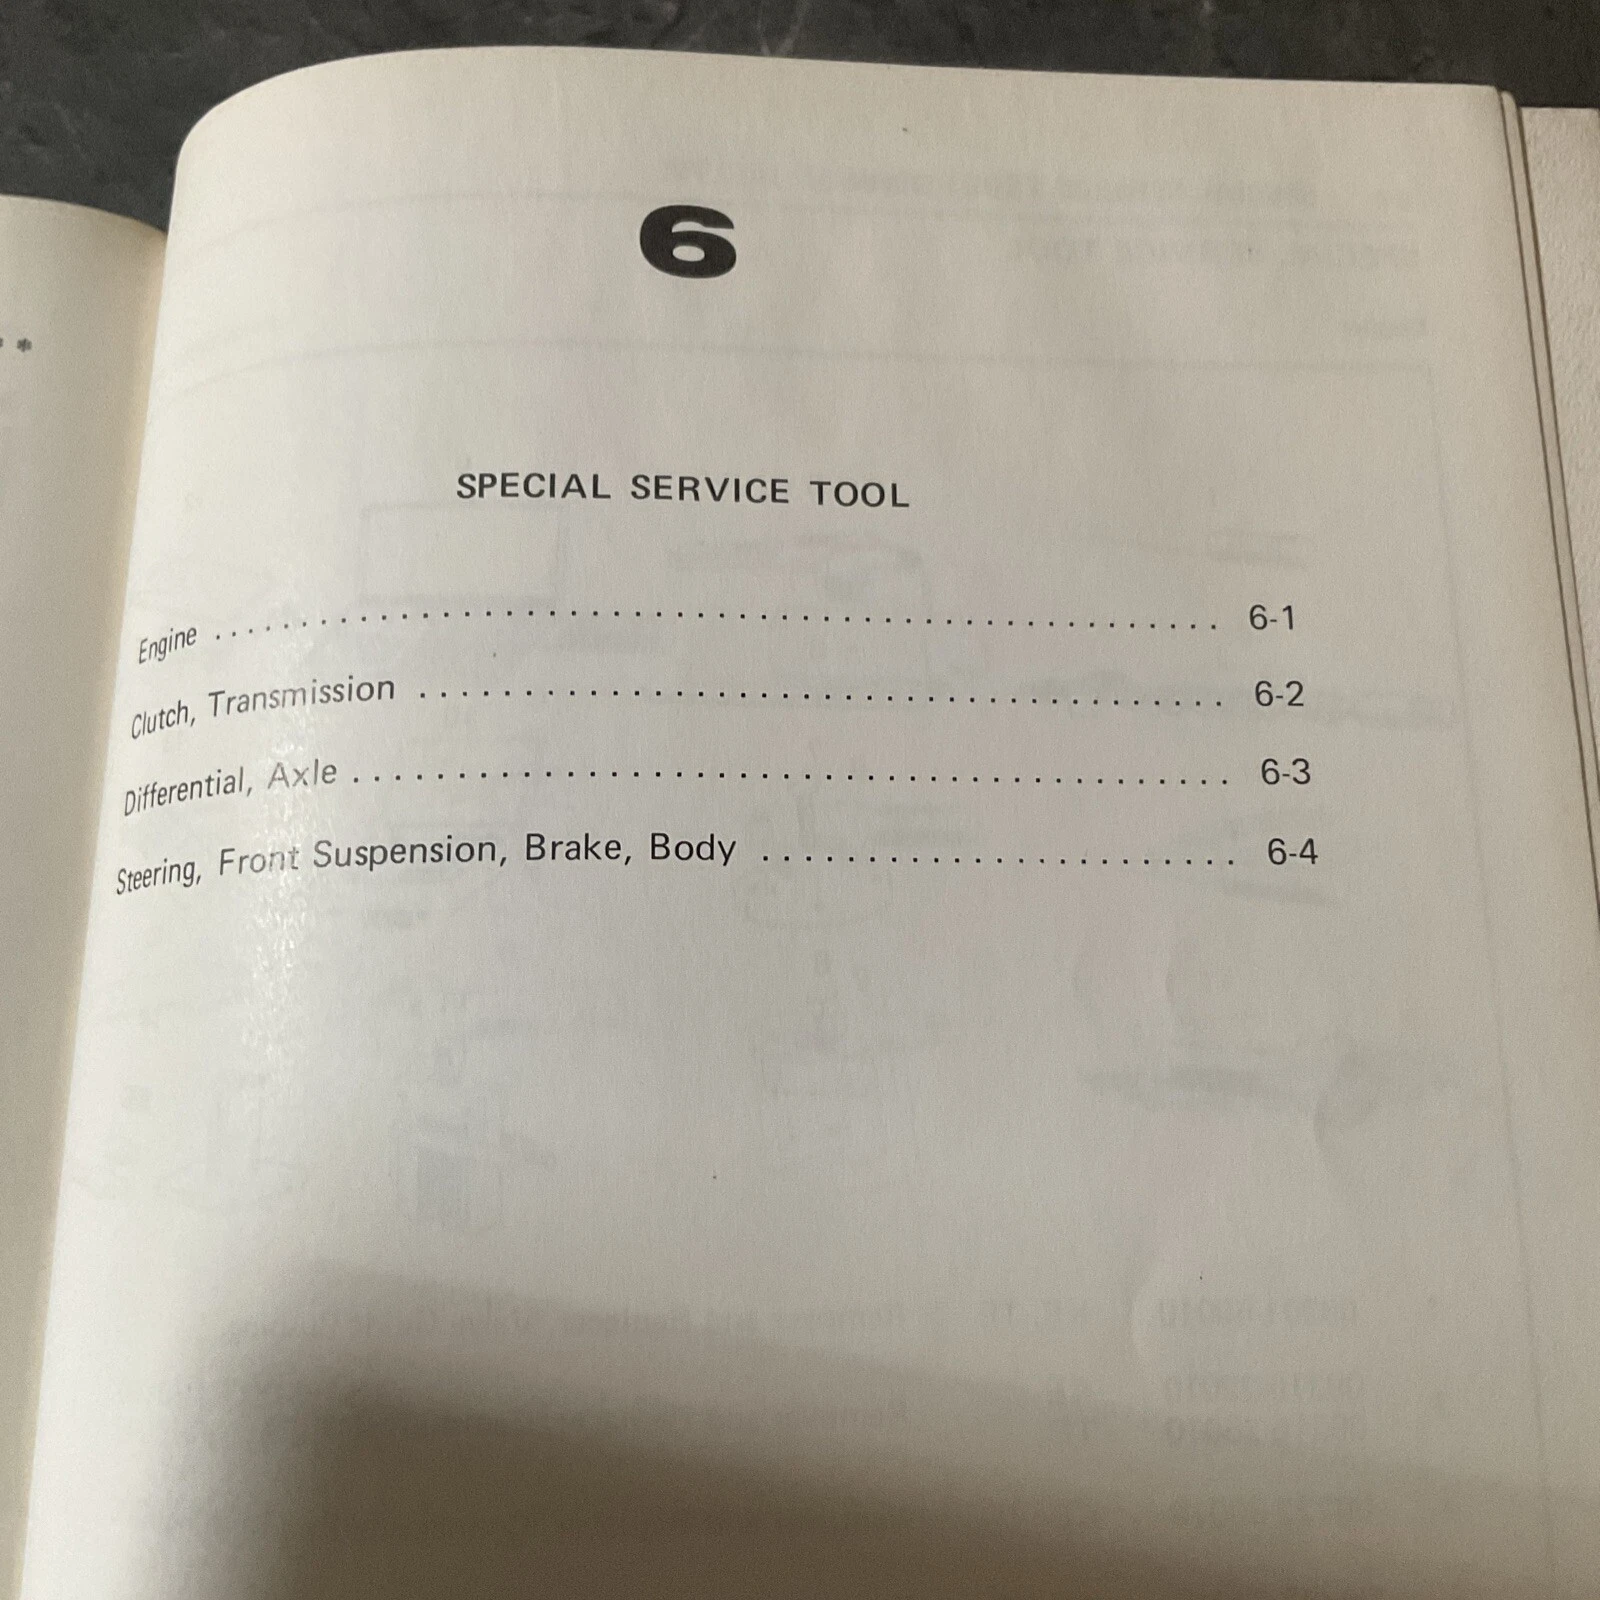 6
SPECIAL SERVICE TOOL
Engine . . . . . . . . . . . . . . . . . . . . . . . . . . . . . . . . . . . . . . . . . . . . . . . . 6-1
Clutch, Transmission . . . . . . . . . . . . . . . . . . . . . . . . . . . . . . . . . . . . . . . 6-2
Differential, Axle . . . . . . . . . . . . . . . . . . . . . . . . . . . . . . . . . . . . . . . . . . 6-3
Steering, Front Suspension, Brake, Body . . . . . . . . . . . . . . . . . . . . . . . 6-4